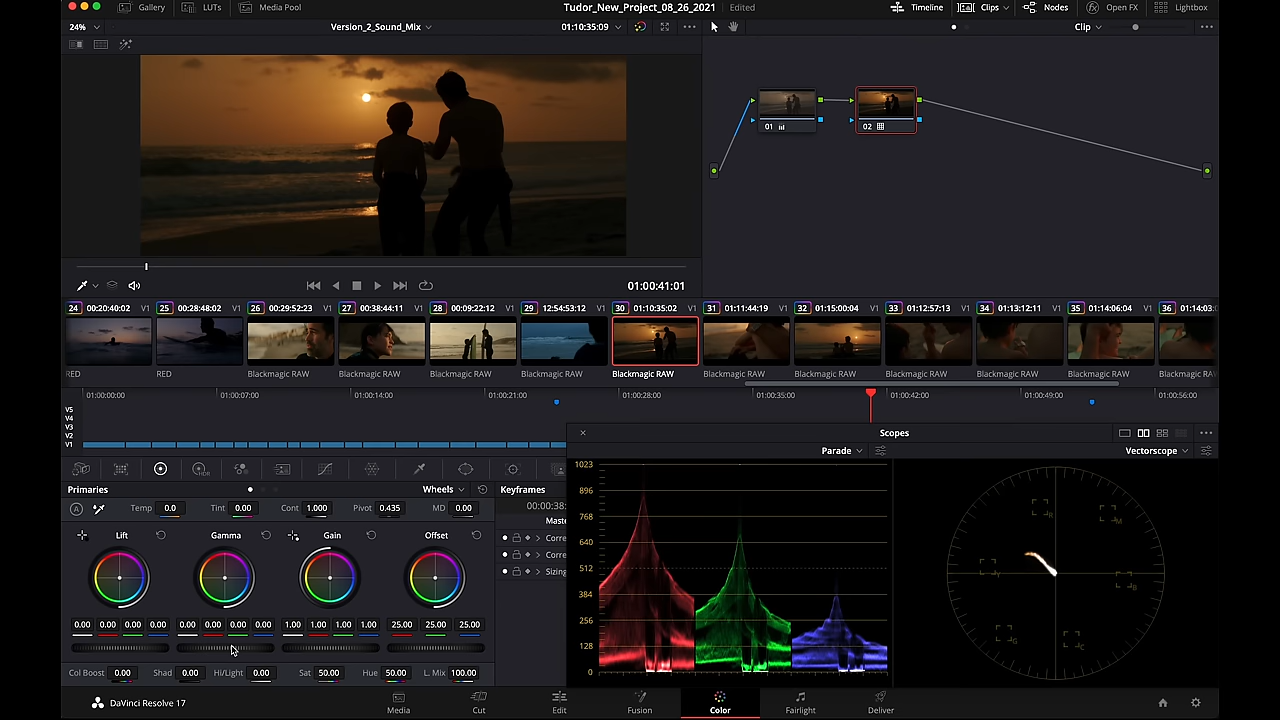 Gallery LUTs Media Pool Tudor_New_Project_08_26_2021 Edited Timeline Clips Nodes Open FX Lightbox
24% Version_2_Sound_Mix 01:10:35:09 Clip
01 02
01:00:41:01
24 00:20:40:02 V1 25 00:28:48:02 V1 26 00:29:52:23 V1 27 00:38:44:11 V1 28 00:09:22:12 V1 29 12:54:53:12 V1 30 01:10:35:02 V1 31 01:11:44:19 V1 32 01:15:00:04 V1 33 01:12:57:13 V1 34 01:13:12:11 V1 35 01:14:06:04 V1 36 01:14:03:
RED RED Blackmagic RAW Blackmagic RAW Blackmagic RAW Blackmagic RAW Blackmagic RAW Blackmagic RAW Blackmagic RAW Blackmagic RAW Blackmagic RAW Blackmagic RAW Blackmagic RAW
01:00:00:00 01:00:07:00 01:00:14:00 01:00:21:00 01:00:28:00 01:00:35:00 01:00:42:00 01:00:49:00 01:00:56:00
V5
V4
V3
V2
V1
Scopes
Parade Vectorscope
1023
896
768
640
512
384
256
128
0
R M Y B G C
Primaries Wheels Keyframes
Temp 0.0 Tint 0.00 Cont 1.000 Pivot 0.435 MD 0.00 00:00:38:
Maste
Lift Gamma Gain Offset Corre
Corre
Sizing
0.00 0.00 0.00 0.00 0.00 0.00 0.00 0.00 1.00 1.00 1.00 1.00 25.00 25.00 25.00
Col Boost 0.00 Shad 0.00 Hi/Light 0.00 Sat 50.00 Hue 50.00 L. Mix 100.00
DaVinci Resolve 17 Media Cut Edit Fusion Color Fairlight Deliver